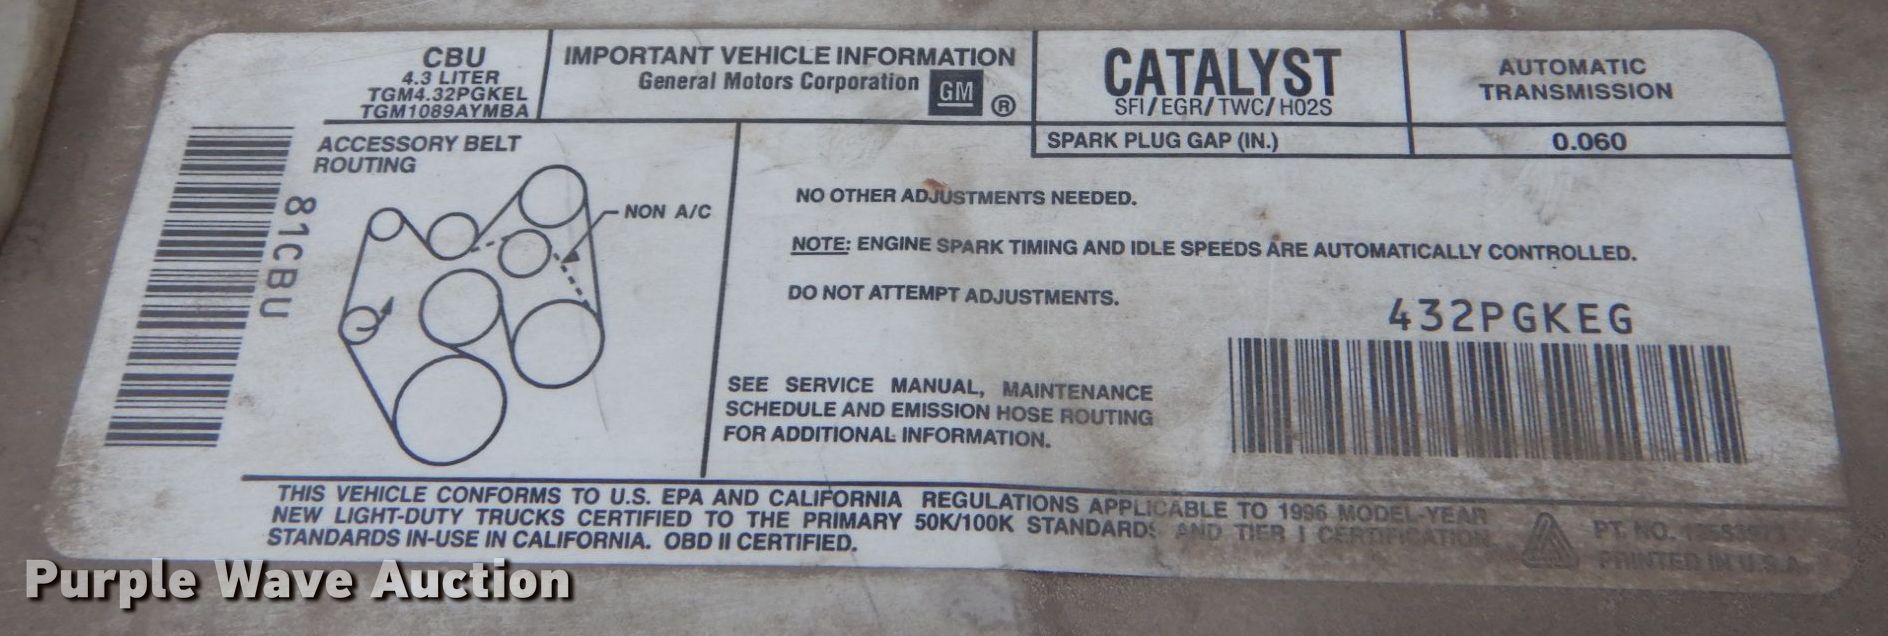 CBU
4.3 LITER
TGM4.32PGKEL
TGM1089AYMBA
IMPORTANT VEHICLE INFORMATION
General Motors Corporation
GM ®
CATALYST
SFI/EGR/TWC/HO2S
AUTOMATIC
TRANSMISSION
SPARK PLUG GAP (IN.)
0.060
81CBU
ACCESSORY BELT
ROUTING
NON A/C
NO OTHER ADJUSTMENTS NEEDED.
NOTE: ENGINE SPARK TIMING AND IDLE SPEEDS ARE AUTOMATICALLY CONTROLLED.
DO NOT ATTEMPT ADJUSTMENTS.
432PGKEG
SEE SERVICE MANUAL, MAINTENANCE
SCHEDULE AND EMISSION HOSE ROUTING
FOR ADDITIONAL INFORMATION.
THIS VEHICLE CONFORMS TO U.S. EPA AND CALIFORNIA REGULATIONS APPLICABLE TO 1996 MODEL-YEAR
NEW LIGHT-DUTY TRUCKS CERTIFIED TO THE PRIMARY 50K/100K STANDARDS AND TIER I CERTIFICATION
STANDARDS IN-USE IN CALIFORNIA. OBD II CERTIFIED.
PT. NO.
PRINTED IN U.S.A.
Purple Wave Auction